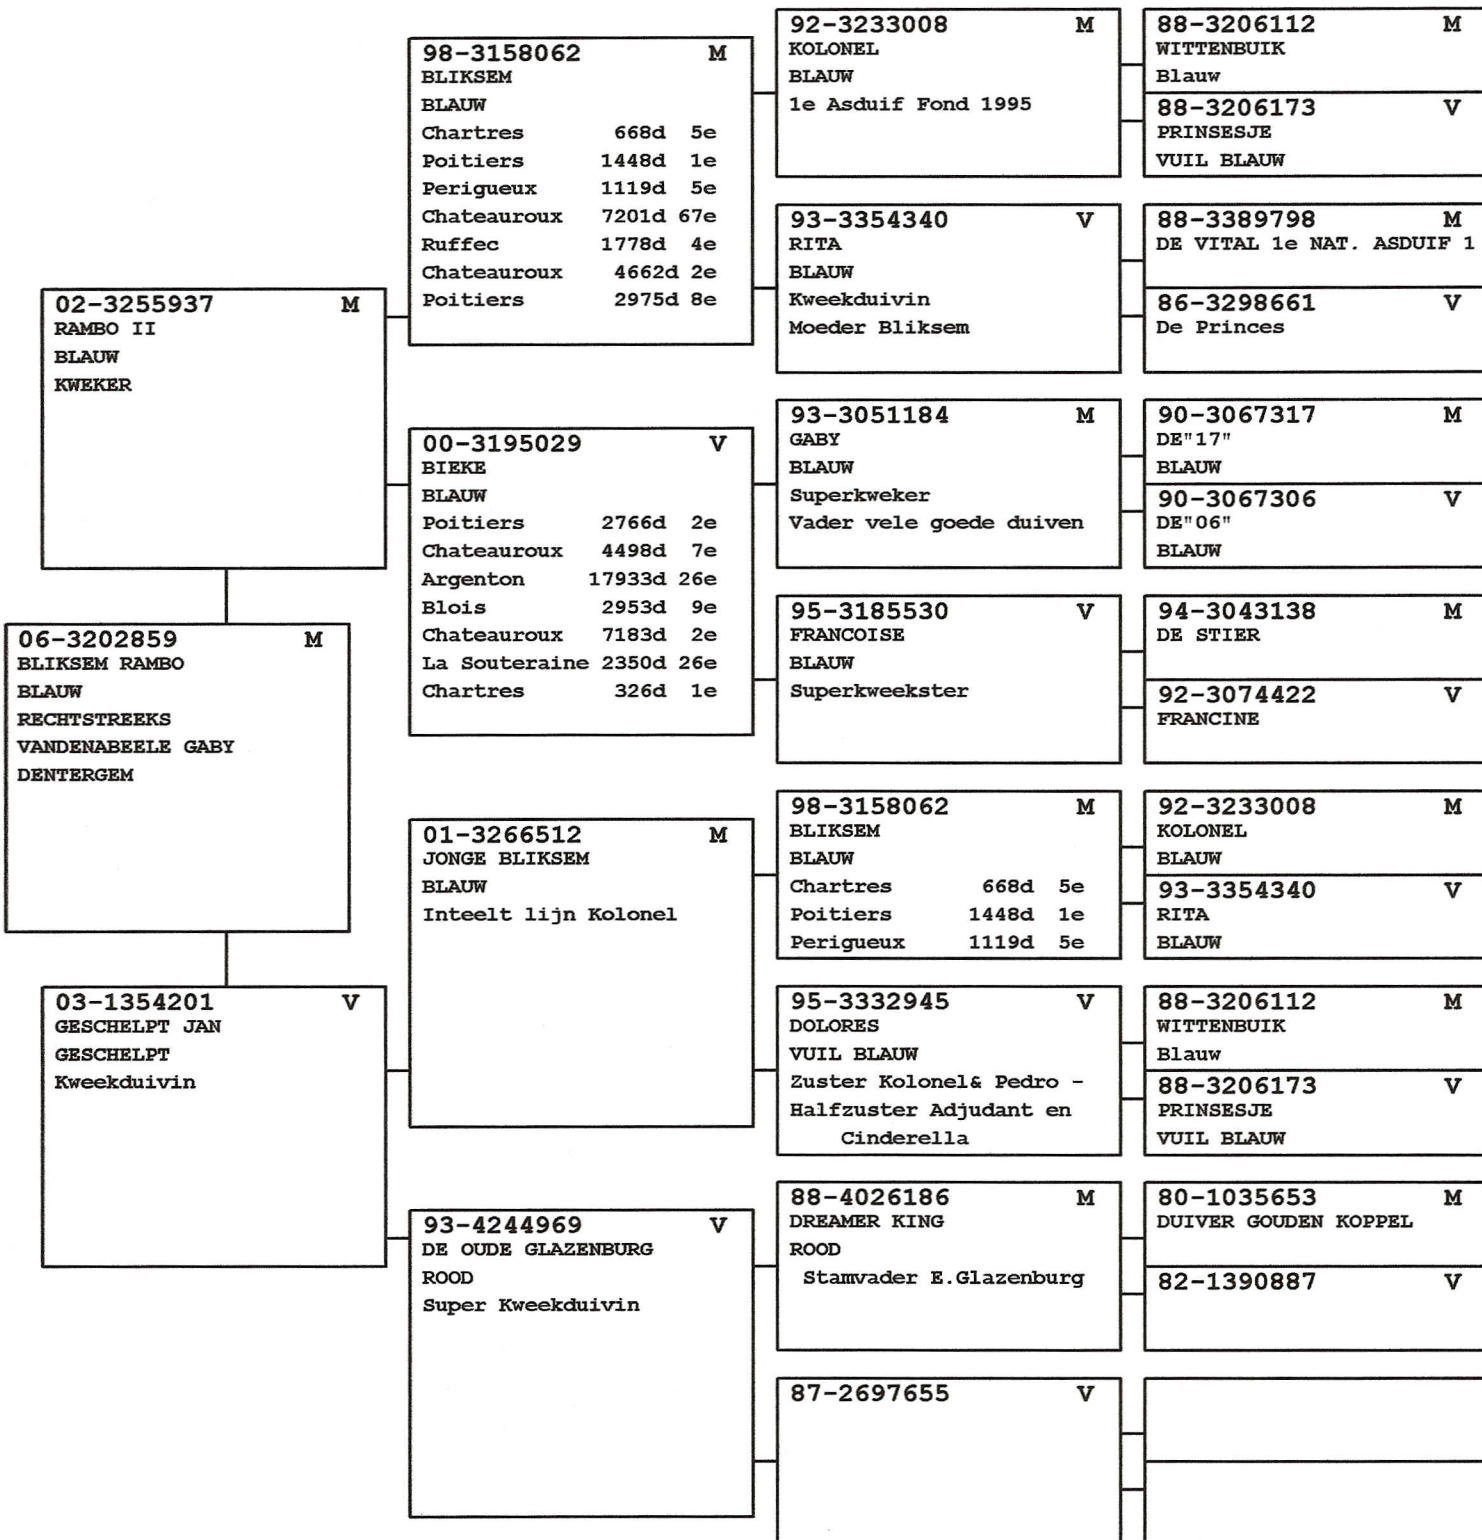 06-3202859 M
BLIKSEM RAMBO
BLAUW
RECHTSTREEKS
VANDENABEELE GABY
DENTERGEM
02-3255937 M
RAMBO II
BLAUW
KWEKER
03-1354201 V
GESCHELPT JAN
GESCHELPT
Kweekduivin
98-3158062 M
BLIKSEM
BLAUW
Chartres 668d 5e
Poitiers 1448d 1e
Perigueux 1119d 5e
Chateauroux 7201d 67e
Ruffec 1778d 4e
Chateauroux 4662d 2e
Poitiers 2975d 8e
00-3195029 V
BIEKE
BLAUW
Poitiers 2766d 2e
Chateauroux 4498d 7e
Argenton 17933d 26e
Blois 2953d 9e
Chateauroux 7183d 2e
La Souteraine 2350d 26e
Chartres 326d 1e
01-3266512 M
JONGE BLIKSEM
BLAUW
Inteelt lijn Kolonel
93-4244969 V
DE OUDE GLAZENBURG
ROOD
Super Kweekduivin
92-3233008 M
KOLONEL
BLAUW
1e Asduif Fond 1995
93-3354340 V
RITA
BLAUW
Kweekduivin
Moeder Bliksem
93-3051184 M
GABY
BLAUW
Superkweker
Vader vele goede duiven
95-3185530 V
FRANCOISE
BLAUW
Superkweekster
98-3158062 M
BLIKSEM
BLAUW
Chartres 668d 5e
Poitiers 1448d 1e
Perigueux 1119d 5e
95-3332945 V
DOLORES
VUIL BLAUW
Zuster Kolonel& Pedro -
Halfzuster Adjudant en
Cinderella
88-4026186 M
DREAMER KING
ROOD
Stamvader E.Glazenburg
87-2697655 V
88-3206112 M
WITTENBUIK
Blauw
88-3206173 V
PRINSESJE
VUIL BLAUW
88-3389798 M
DE VITAL 1e NAT. ASDUIF 1
86-3298661 V
De Princes
90-3067317 M
DE"17"
BLAUW
90-3067306 V
DE"06"
BLAUW
94-3043138 M
DE STIER
92-3074422 V
FRANCINE
92-3233008 M
KOLONEL
BLAUW
93-3354340 V
RITA
BLAUW
88-3206112 M
WITTENBUIK
Blauw
88-3206173 V
PRINSESJE
VUIL BLAUW
80-1035653 M
DUIVER GOUDEN KOPPEL
82-1390887 V